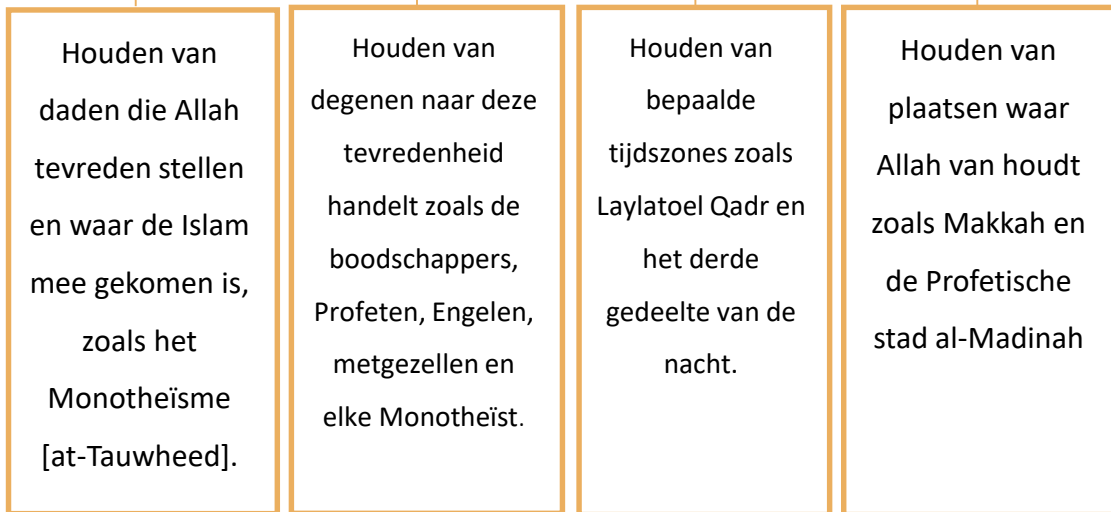 Houden van
daden die Allah
tevreden stellen
en waar de Islam
mee gekomen is,
zoals het
Monotheïsme
[at-Tauwheed].
Houden van
degenen naar deze
tevredenheid
handelt zoals de
boodschappers,
Profeten, Engelen,
metgezellen en
elke Monotheïst.
Houden van
bepaalde
tijdszones zoals
Laylatoel Qadr en
het derde
gedeelte van de
nacht.
Houden van
plaatsen waar
Allah van houdt
zoals Makkah en
de Profetische
stad al-Madinah